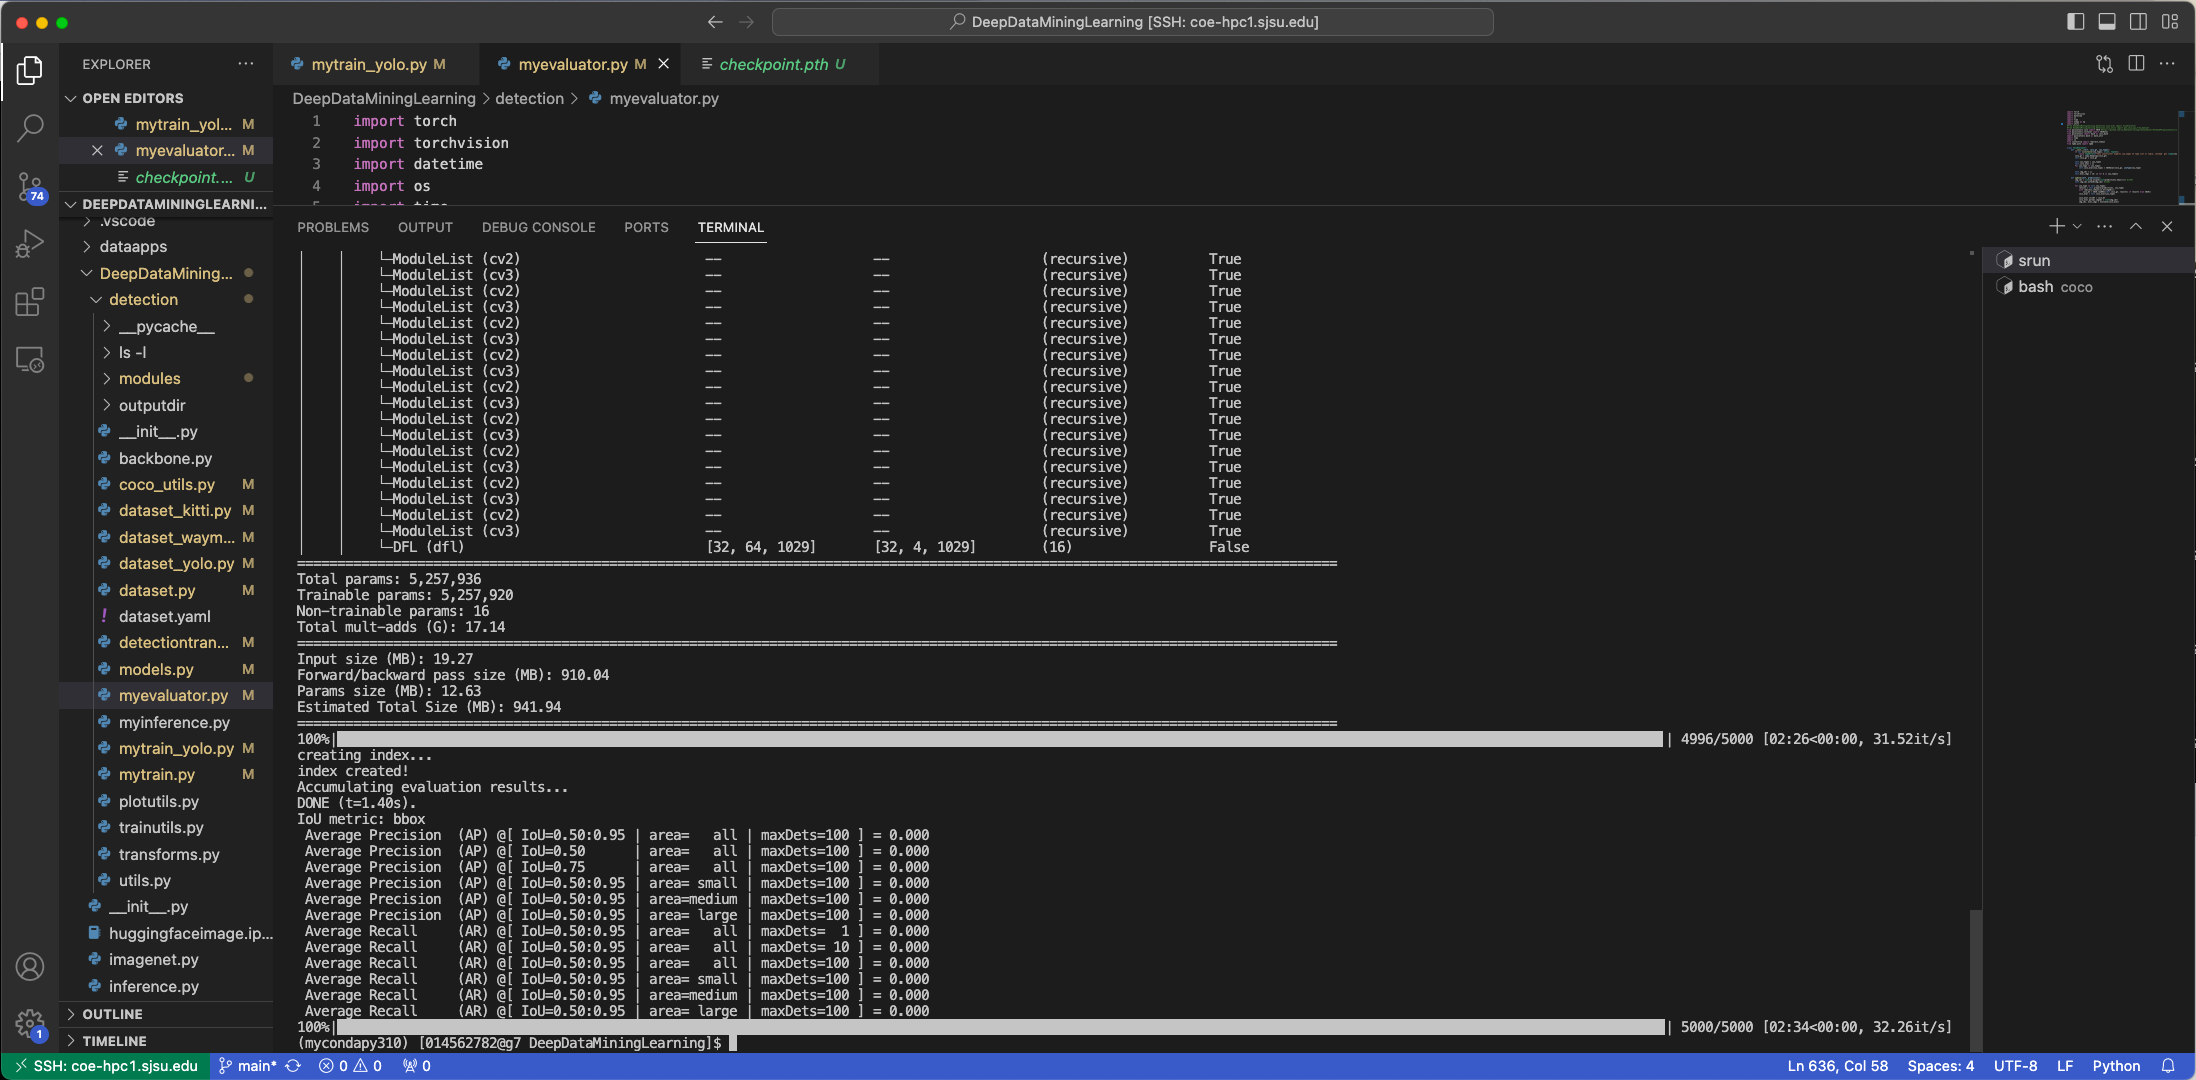 DeepDataMiningLearning [SSH: coe-hpc1.sjsu.edu]
EXPLORER
mytrain_yolo.py M
myevaluator.py M
checkpoint.pth U
OPEN EDITORS
mytrain_yol... M
myevaluator... M
checkpoint.... U
DEEPDATAMININGLEARNI...
.vscode
dataapps
DeepDataMining...
detection
__pycache__
ls -l
modules
outputdir
__init__.py
backbone.py
coco_utils.py M
dataset_kitti.py M
dataset_waym... M
dataset_yolo.py M
dataset.py M
! dataset.yaml
detectiontran... M
models.py M
myevaluator.py M
myinference.py
mytrain_yolo.py M
mytrain.py M
plotutils.py
trainutils.py
transforms.py
utils.py
__init__.py
huggingfaceimage.ip...
imagenet.py
inference.py
OUTLINE
TIMELINE
74
1
DeepDataMiningLearning > detection > myevaluator.py
1 import torch
2 import torchvision
3 import datetime
4 import os
5 import time
PROBLEMS OUTPUT DEBUG CONSOLE PORTS TERMINAL
srun
bash coco
└─ModuleList (cv2) -- -- (recursive) True
└─ModuleList (cv3) -- -- (recursive) True
└─ModuleList (cv2) -- -- (recursive) True
└─ModuleList (cv3) -- -- (recursive) True
└─ModuleList (cv2) -- -- (recursive) True
└─ModuleList (cv3) -- -- (recursive) True
└─ModuleList (cv2) -- -- (recursive) True
└─ModuleList (cv3) -- -- (recursive) True
└─ModuleList (cv2) -- -- (recursive) True
└─ModuleList (cv3) -- -- (recursive) True
└─ModuleList (cv2) -- -- (recursive) True
└─ModuleList (cv3) -- -- (recursive) True
└─ModuleList (cv2) -- -- (recursive) True
└─ModuleList (cv3) -- -- (recursive) True
└─ModuleList (cv2) -- -- (recursive) True
└─ModuleList (cv3) -- -- (recursive) True
└─ModuleList (cv2) -- -- (recursive) True
└─ModuleList (cv3) -- -- (recursive) True
└─DFL (dfl) [32, 64, 1029] [32, 4, 1029] (16) False
Total params: 5,257,936
Trainable params: 5,257,920
Non-trainable params: 16
Total mult-adds (G): 17.14
Input size (MB): 19.27
Forward/backward pass size (MB): 910.04
Params size (MB): 12.63
Estimated Total Size (MB): 941.94
100%| | 4996/5000 [02:26<00:00, 31.52it/s]
creating index...
index created!
Accumulating evaluation results...
DONE (t=1.40s).
IoU metric: bbox
Average Precision (AP) @[ IoU=0.50:0.95 | area= all | maxDets=100 ] = 0.000
Average Precision (AP) @[ IoU=0.50 | area= all | maxDets=100 ] = 0.000
Average Precision (AP) @[ IoU=0.75 | area= all | maxDets=100 ] = 0.000
Average Precision (AP) @[ IoU=0.50:0.95 | area= small | maxDets=100 ] = 0.000
Average Precision (AP) @[ IoU=0.50:0.95 | area=medium | maxDets=100 ] = 0.000
Average Precision (AP) @[ IoU=0.50:0.95 | area= large | maxDets=100 ] = 0.000
Average Recall (AR) @[ IoU=0.50:0.95 | area= all | maxDets= 1 ] = 0.000
Average Recall (AR) @[ IoU=0.50:0.95 | area= all | maxDets= 10 ] = 0.000
Average Recall (AR) @[ IoU=0.50:0.95 | area= all | maxDets=100 ] = 0.000
Average Recall (AR) @[ IoU=0.50:0.95 | area= small | maxDets=100 ] = 0.000
Average Recall (AR) @[ IoU=0.50:0.95 | area=medium | maxDets=100 ] = 0.000
Average Recall (AR) @[ IoU=0.50:0.95 | area= large | maxDets=100 ] = 0.000
100%| | 5000/5000 [02:34<00:00, 32.26it/s]
(mycondapy310) [014562782@g7 DeepDataMiningLearning]$
SSH: coe-hpc1.sjsu.edu main* 0 0 0 Ln 636, Col 58 Spaces: 4 UTF-8 LF Python